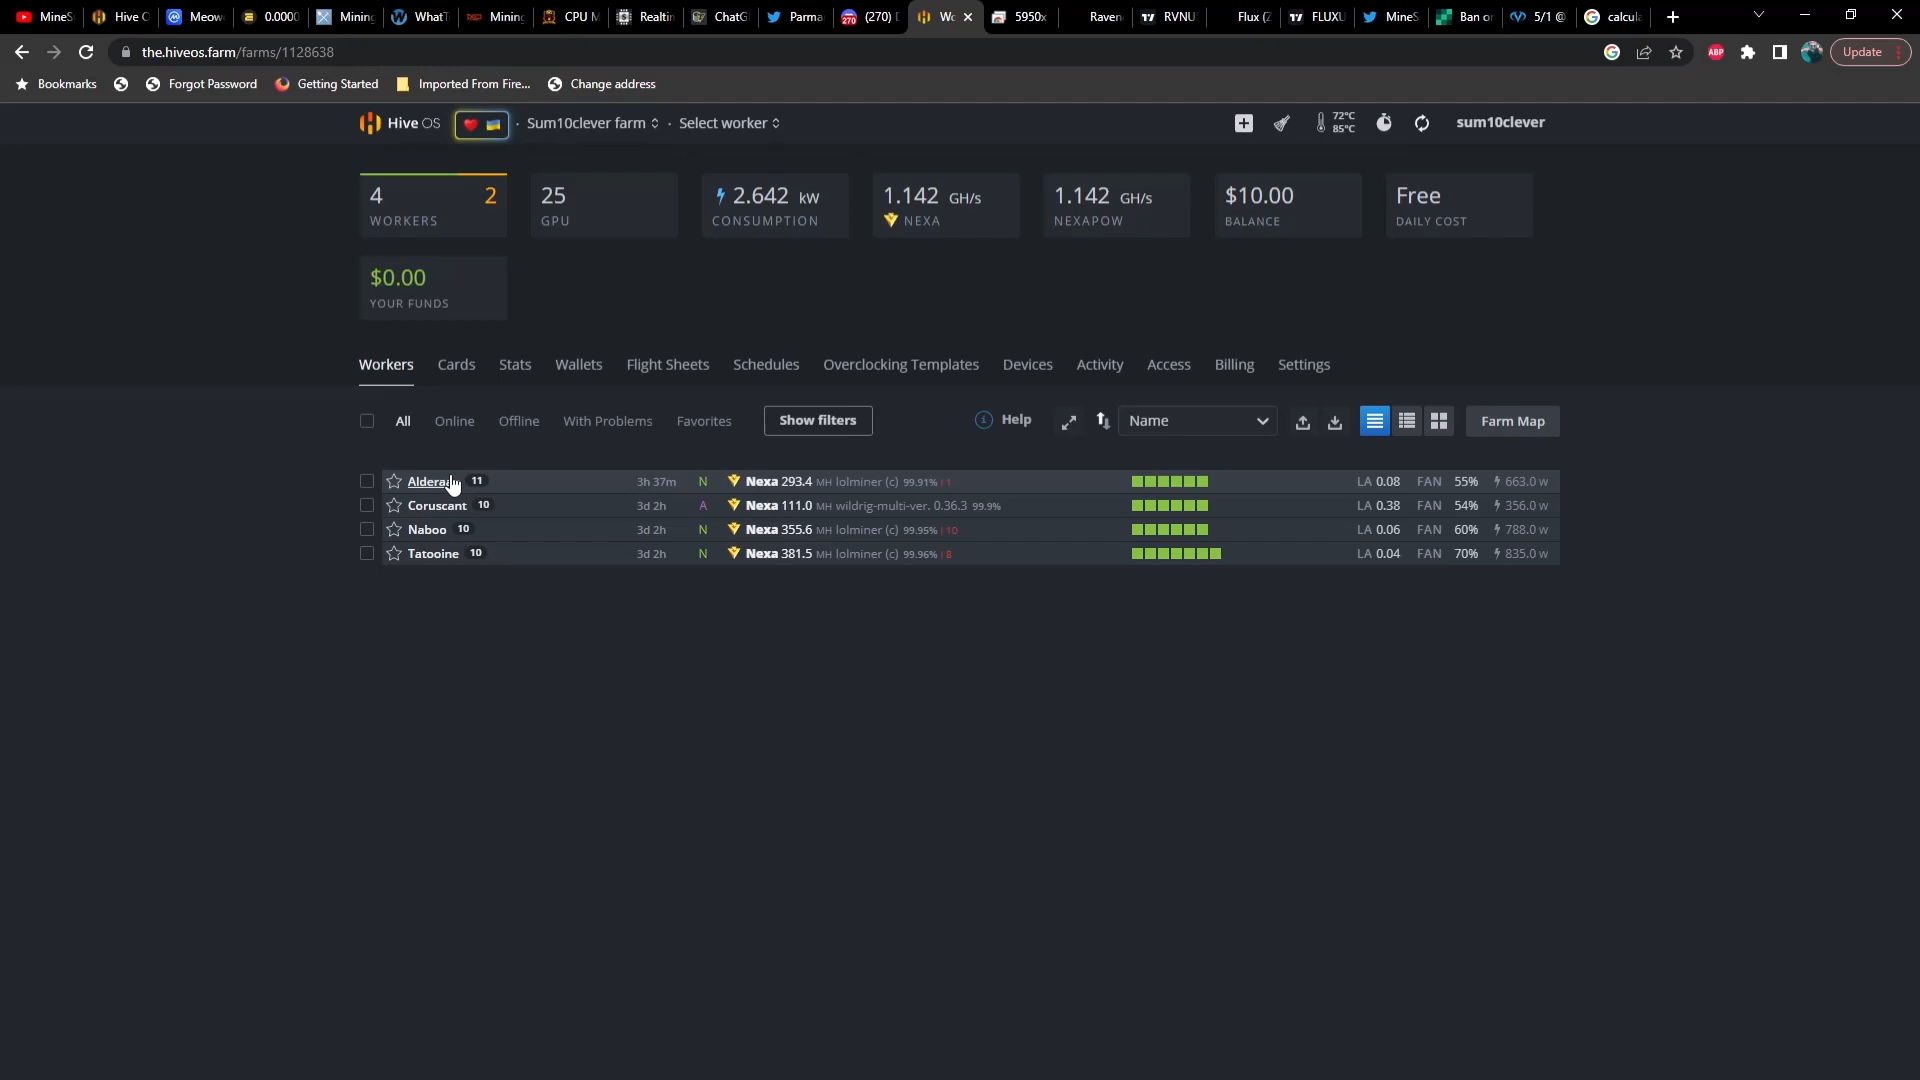 MineS Hive O Meow 0.0000 Mining WhatT Mining CPU M Realtin ChatG Parma (270) Wo 5950x Raven RVNU Flux (Z FLUXU MineS Ban or 5/1 @ calcula
the.hiveos.farm/farms/1128638 ABP Update
Bookmarks Forgot Password Getting Started Imported From Fire... Change address
Hive OS · Sum10clever farm · Select worker 72°C 85°C sum10clever
4 2 25 2.642 kW 1.142 GH/s 1.142 GH/s $10.00 Free
WORKERS GPU CONSUMPTION NEXA NEXAPOW BALANCE DAILY COST
$0.00
YOUR FUNDS
Workers Cards Stats Wallets Flight Sheets Schedules Overclocking Templates Devices Activity Access Billing Settings
All Online Offline With Problems Favorites Show filters Help Name Farm Map
11 3h 37m N Nexa 293.4 MH lolminer (c) 99.91% | 1 LA 0.08 FAN 55% 663.0 W
Coruscant 10 3d 2h A Nexa 111.0 MH wildrig-multi-ver. 0.36.3 99.9% LA 0.38 FAN 54% 356.0 W
Naboo 10 3d 2h N Nexa 355.6 MH lolminer (c) 99.95% | 10 LA 0.06 FAN 60% 788.0 W
Tatooine 10 3d 2h N Nexa 381.5 MH lolminer (c) 99.96% | 8 LA 0.04 FAN 70% 835.0 W